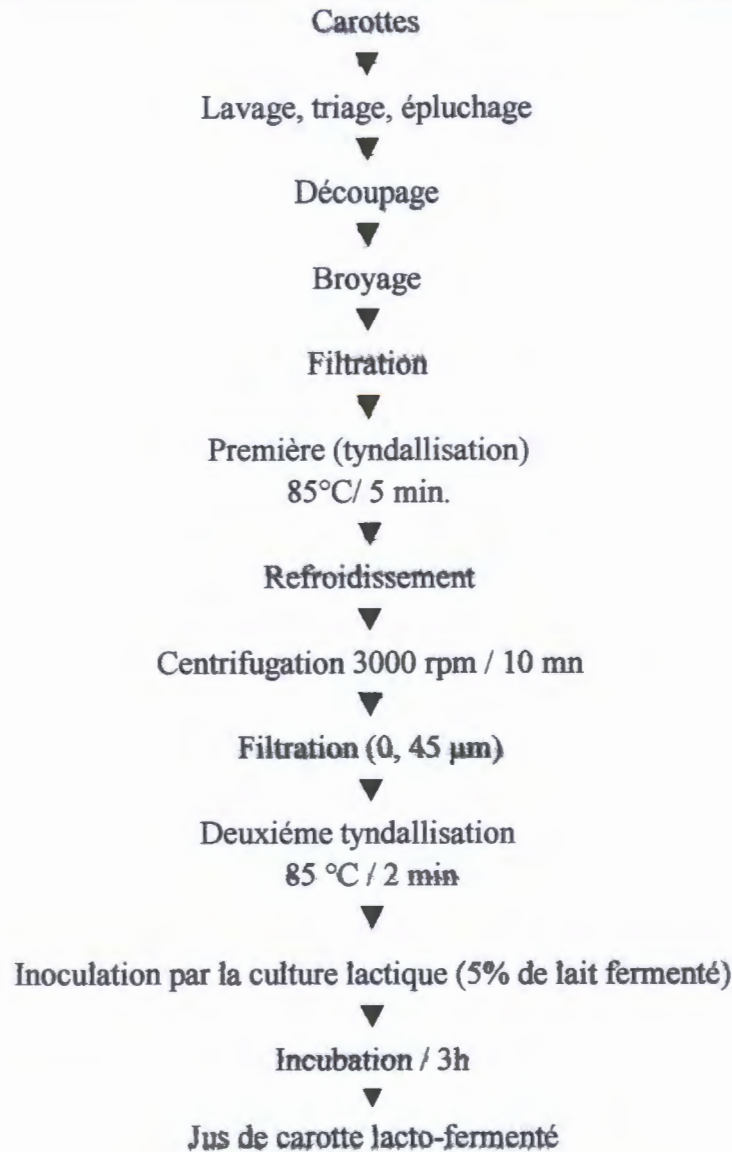 Carottes
Lavage, triage, épluchage
Découpage
Broyage
Filtration
Première (tyndallisation)
85°C/ 5 min.
Refroidissement
Centrifugation 3000 rpm / 10 mn
Filtration (0, 45 µm)
Deuxiéme tyndallisation
85 °C / 2 min
Inoculation par la culture lactique (5% de lait fermenté)
Incubation / 3h
Jus de carotte lacto-fermenté